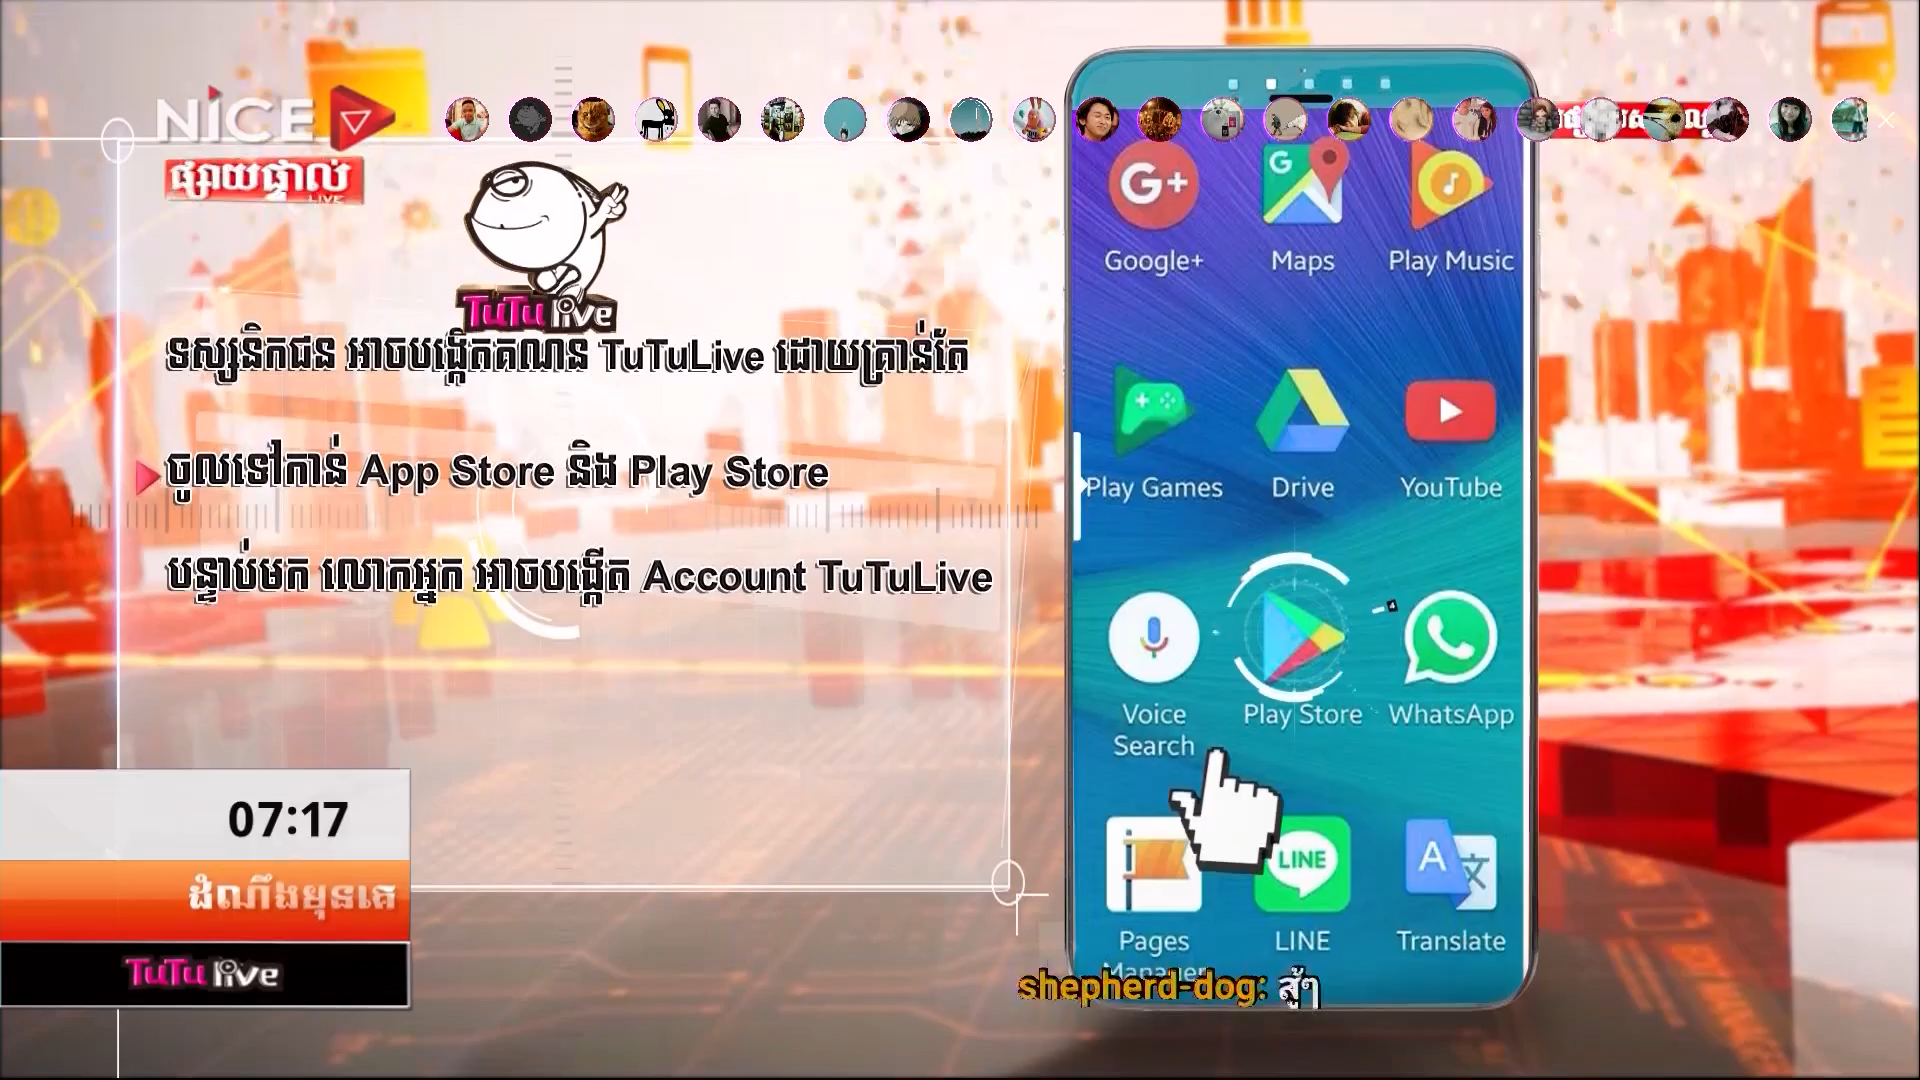 NICE
ផ្សាយផ្ទាល់
LIVE
TuTu live
ទស្សនិកជន អាចបង្កើតគណន TuTuLive ដោយគ្រាន់តែ
ចូលទៅកាន់ App Store និង Play Store
បន្ទាប់មក លោកអ្នក អាចបង្កើត Account TuTuLive
07:17
ដំណឹងមុនគេ
TuTu live
G+
Google+
G
Maps
Play Music
Play Games
Drive
YouTube
Voice
Search
Play Store
WhatsApp
Pages
Manager
LINE
LINE
A
文
Translate
shepherd-dog: สู้ๆ